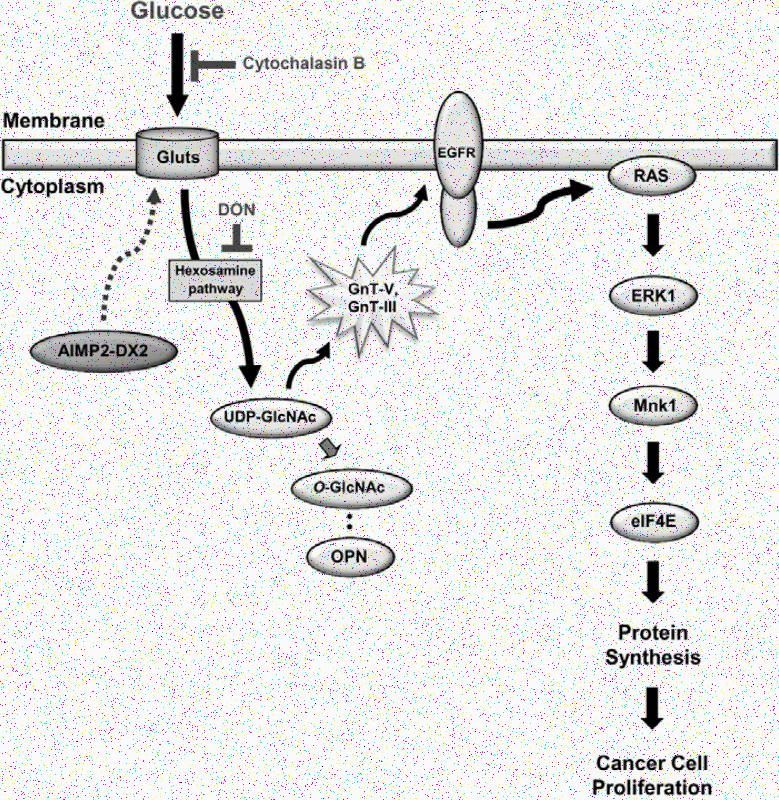 Glucose
Cytochalasin B
Membrane
Gluts
EGFR
RAS
Cytoplasm
DON
Hexosamine
pathway
GnT-V,
GnT-III
ERK1
AIMP2-DX2
UDP-GlcNAc
Mnk1
O-GlcNAc
eIF4E
OPN
Protein
Synthesis
Cancer Cell
Proliferation